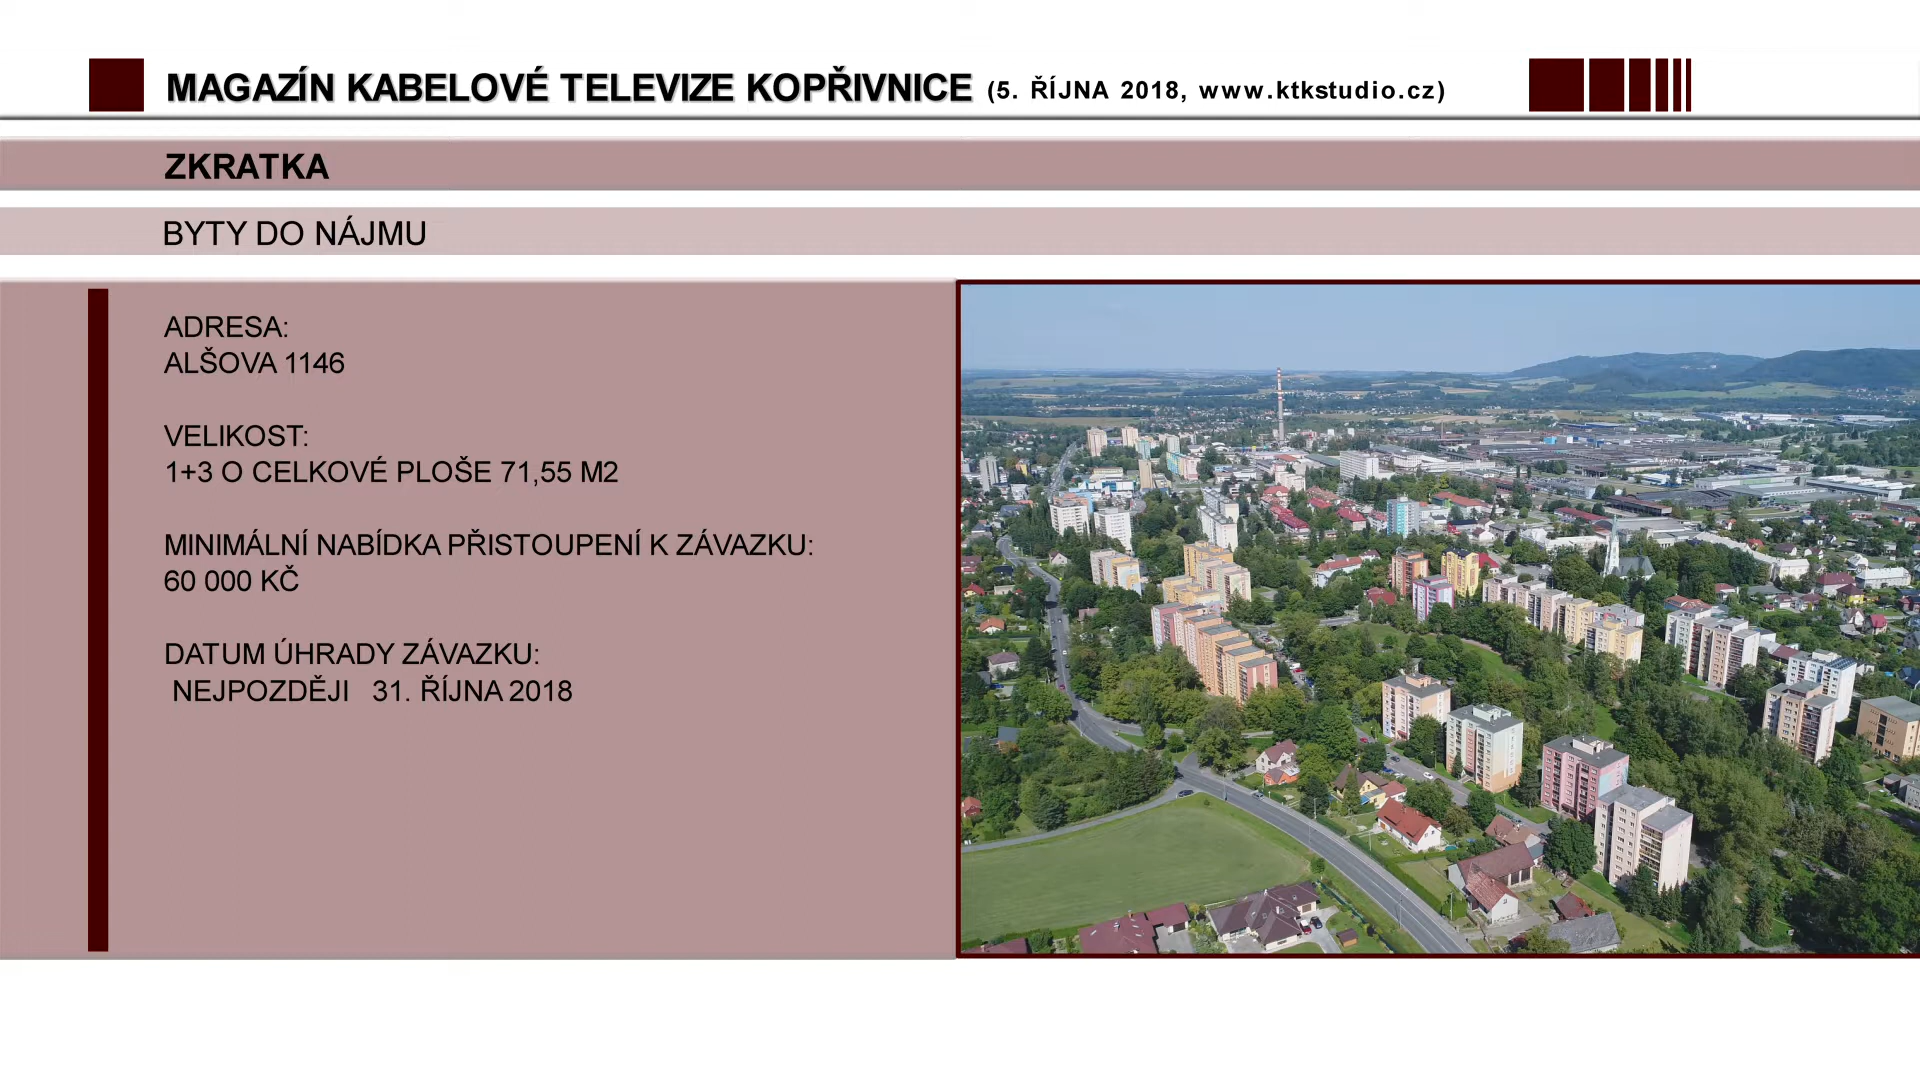 MAGAZÍN KABELOVÉ TELEVIZE KOPŘIVNICE (5. ŘÍJNA 2018, www.ktkstudio.cz)
ZKRATKA
BYTY DO NÁJMU
ADRESA:
ALŠOVA 1146
VELIKOST:
1+3 O CELKOVÉ PLOŠE 71,55 M2
MINIMÁLNÍ NABÍDKA PŘISTOUPENÍ K ZÁVAZKU:
60 000 KČ
DATUM ÚHRADY ZÁVAZKU:
NEJPOZDĚJI 31. ŘÍJNA 2018